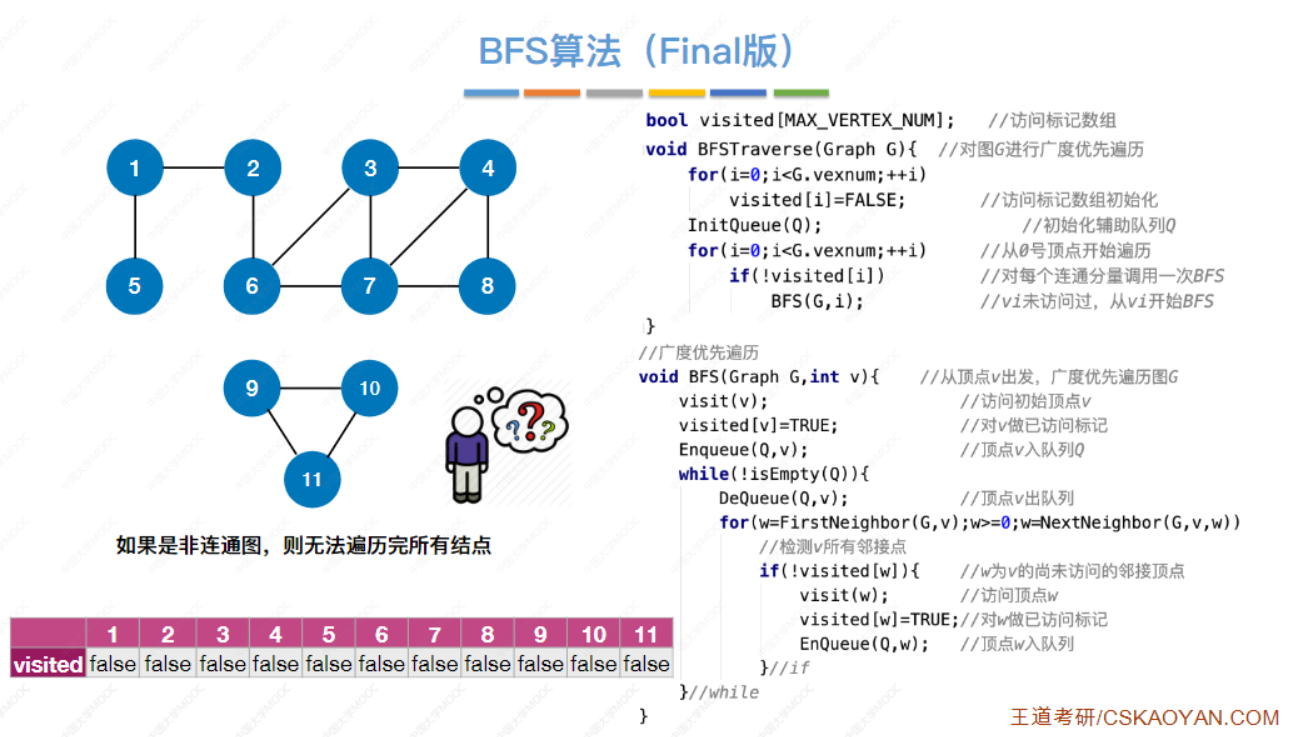 BFS算法（Final版）
1
2
3
4
5
6
7
8
9
10
11
如果是非连通图，则无法遍历完所有结点
1 2 3 4 5 6 7 8 9 10 11
visited false false false false false false false false false false false
bool visited[MAX_VERTEX_NUM]; //访问标记数组
void BFSTraverse(Graph G){ //对图G进行广度优先遍历
for(i=0;i<G.vexnum;++i)
visited[i]=FALSE; //访问标记数组初始化
InitQueue(Q); //初始化辅助队列Q
for(i=0;i<G.vexnum;++i) //从0号顶点开始遍历
if(!visited[i]) //对每个连通分量调用一次BFS
BFS(G,i); //vi未访问过，从vi开始BFS
}
//广度优先遍历
void BFS(Graph G,int v){ //从顶点v出发，广度优先遍历图G
visit(v); //访问初始顶点v
visited[v]=TRUE; //对v做已访问标记
Enqueue(Q,v); //顶点v入队列Q
while(!isEmpty(Q)){
DeQueue(Q,v); //顶点v出队列
for(w=FirstNeighbor(G,v);w>=0;w=NextNeighbor(G,v,w))
//检测v所有邻接点
if(!visited[w]){ //w为v的尚未访问的邻接顶点
visit(w); //访问顶点w
visited[w]=TRUE;//对w做已访问标记
EnQueue(Q,w); //顶点w入队列
}//if
}//while
}
王道考研/CSKAOYAN.COM